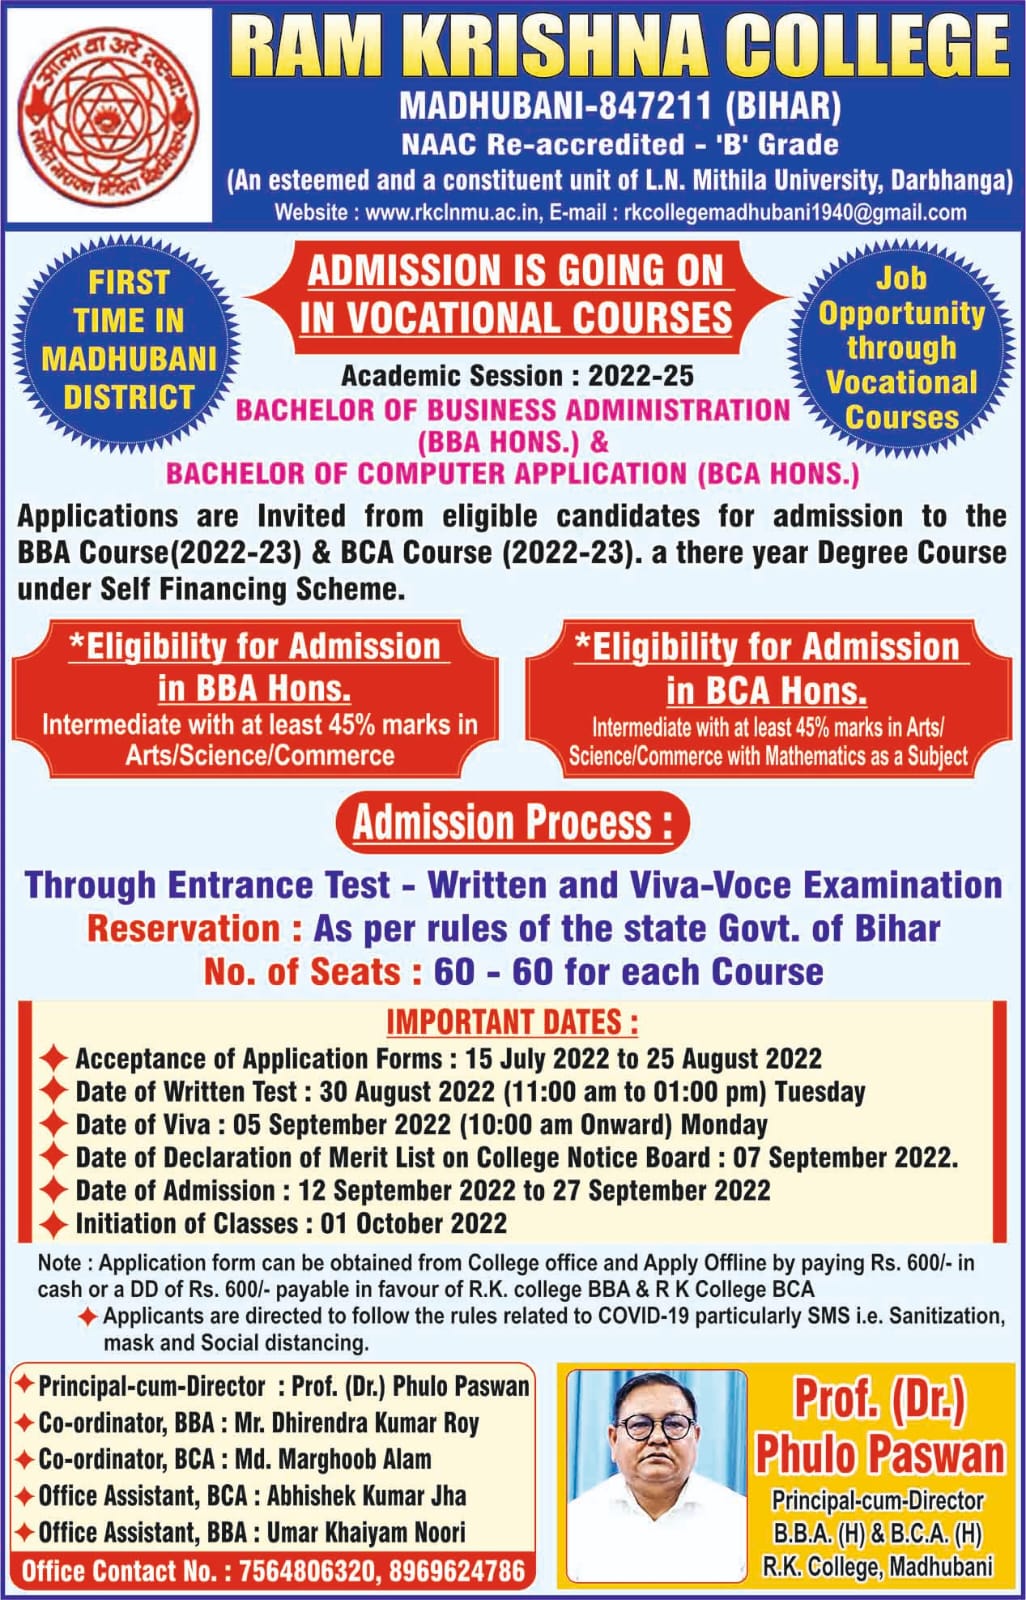 आत्मा वा अरे द्रष्टव्यः
ललित नारायण मिथिला विश्वविद्यालय
RAM KRISHNA COLLEGE
MADHUBANI-847211 (BIHAR)
NAAC Re-accredited - 'B' Grade
(An esteemed and a constituent unit of L.N. Mithila University, Darbhanga)
Website : www.rkclnmu.ac.in, E-mail : rkcollegemadhubani1940@gmail.com
FIRST
TIME IN
MADHUBANI
DISTRICT
ADMISSION IS GOING ON
IN VOCATIONAL COURSES
Job
Opportunity
through
Vocational
Courses
Academic Session : 2022-25
BACHELOR OF BUSINESS ADMINISTRATION
(BBA HONS.) &
BACHELOR OF COMPUTER APPLICATION (BCA HONS.)
Applications are Invited from eligible candidates for admission to the
BBA Course(2022-23) & BCA Course (2022-23). a there year Degree Course
under Self Financing Scheme.
*Eligibility for Admission
in BBA Hons.
Intermediate with at least 45% marks in
Arts/Science/Commerce
*Eligibility for Admission
in BCA Hons.
Intermediate with at least 45% marks in Arts/
Science/Commerce with Mathematics as a Subject
Admission Process :
Through Entrance Test - Written and Viva-Voce Examination
Reservation : As per rules of the state Govt. of Bihar
No. of Seats : 60 - 60 for each Course
IMPORTANT DATES :
Acceptance of Application Forms : 15 July 2022 to 25 August 2022
Date of Written Test : 30 August 2022 (11:00 am to 01:00 pm) Tuesday
Date of Viva : 05 September 2022 (10:00 am Onward) Monday
Date of Declaration of Merit List on College Notice Board : 07 September 2022.
Date of Admission : 12 September 2022 to 27 September 2022
Initiation of Classes : 01 October 2022
Note : Application form can be obtained from College office and Apply Offline by paying Rs. 600/- in
cash or a DD of Rs. 600/- payable in favour of R.K. college BBA & R K College BCA
Applicants are directed to follow the rules related to COVID-19 particularly SMS i.e. Sanitization,
mask and Social distancing.
Principal-cum-Director : Prof. (Dr.) Phulo Paswan
Co-ordinator, BBA : Mr. Dhirendra Kumar Roy
Co-ordinator, BCA : Md. Marghoob Alam
Office Assistant, BCA : Abhishek Kumar Jha
Office Assistant, BBA : Umar Khaiyam Noori
Office Contact No. : 7564806320, 8969624786
Prof. (Dr.)
Phulo Paswan
Principal-cum-Director
B.B.A. (H) & B.C.A. (H)
R.K. College, Madhubani